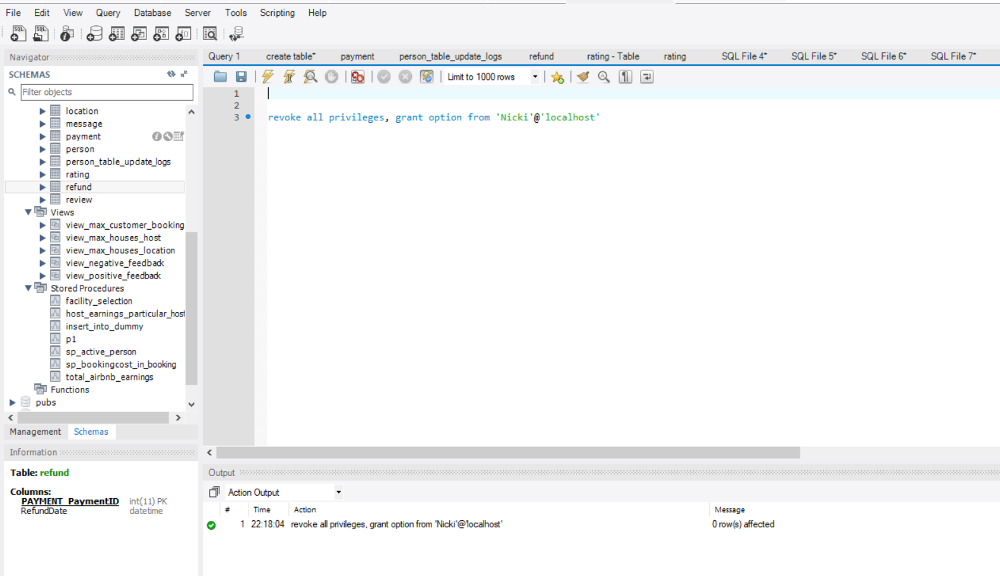 File Edit View Query Database Server Tools Scripting Help
SQL SQL
Navigator
Query 1 create table* payment person_table_update_logs refund rating - Table rating SQL File 4* SQL File 5* SQL File 6* SQL File 7*
SCHEMAS
Limit to 1000 rows
Filter objects
location
message
payment
person
person_table_update_logs
rating
refund
review
Views
view_max_customer_booking
view_max_houses_host
view_max_houses_location
view_negative_feedback
view_positive_feedback
Stored Procedures
facility_selection
host_earnings_particular_host
insert_into_dummy
p1
sp_active_person
sp_bookingcost_in_booking
total_airbnb_earnings
Functions
pubs
Management Schemas
1
2
3 revoke all privileges, grant option from 'Nicki'@'localhost'
Information
Table: refund
Columns:
PAYMENT_PaymentID int(11) PK
RefundDate datetime
Output
Action Output
# Time Action Message
1 22:18:04 revoke all privileges, grant option from 'Nicki'@'localhost' 0 row(s) affected